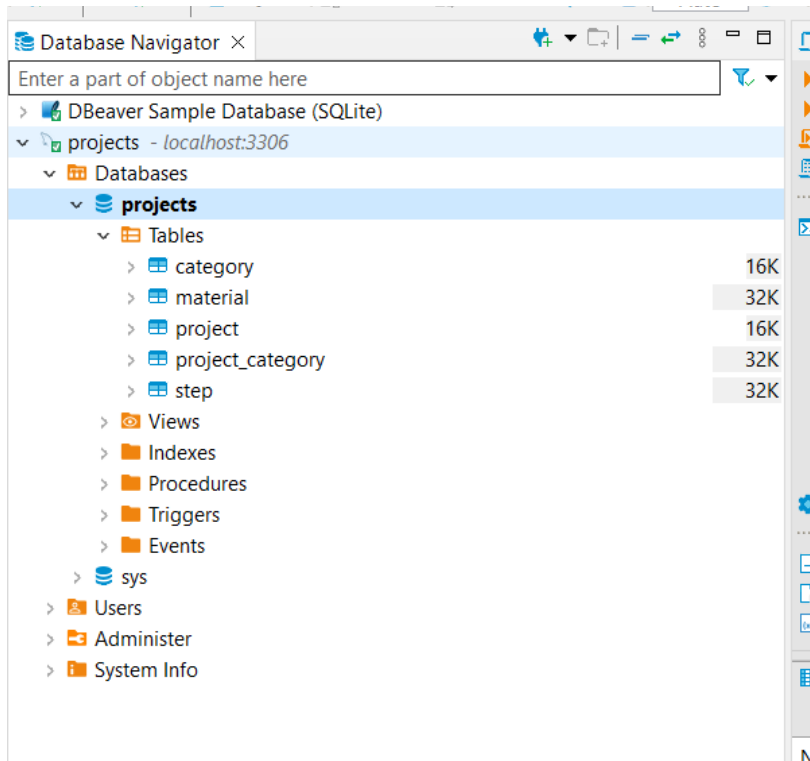 Database Navigator
Enter a part of object name here
DBeaver Sample Database (SQLite)
projects - localhost:3306
Databases
projects
Tables
category 16K
material 32K
project 16K
project_category 32K
step 32K
Views
Indexes
Procedures
Triggers
Events
sys
Users
Administer
System Info